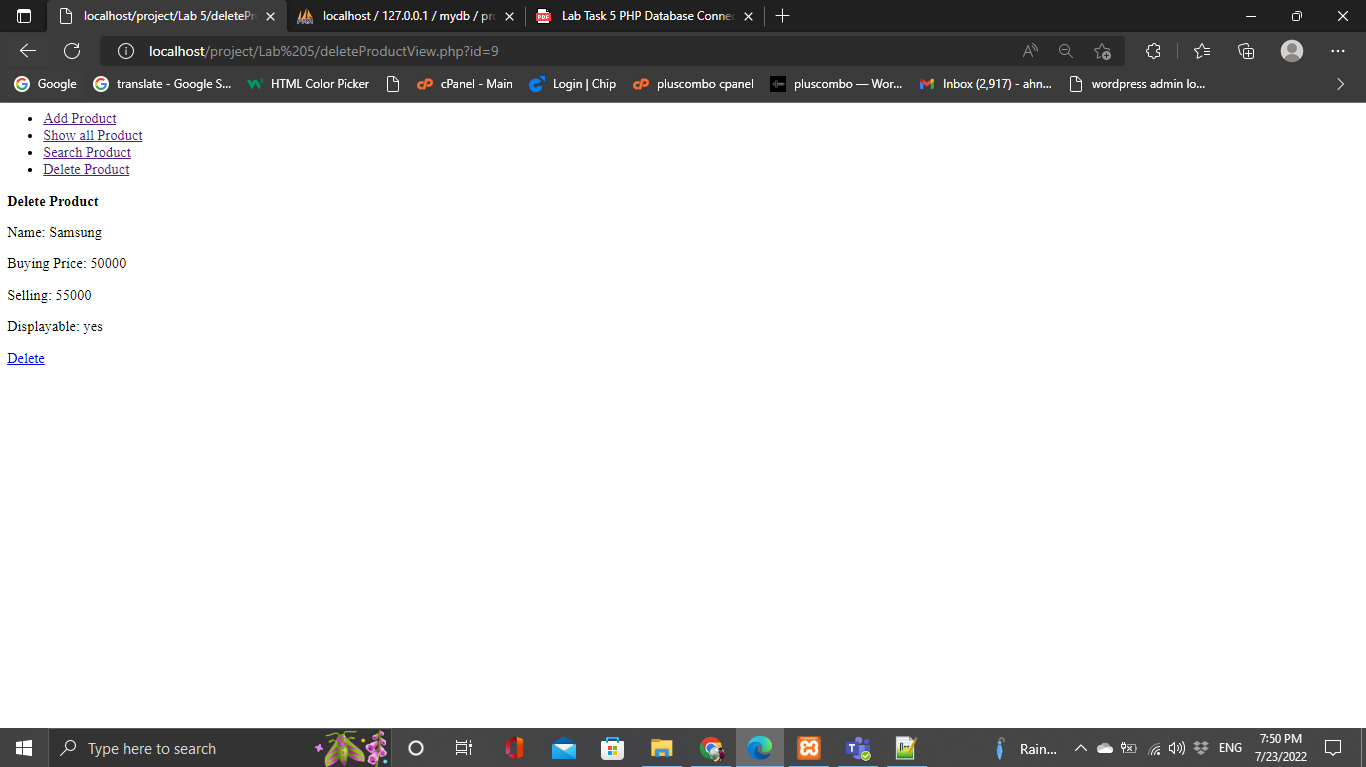 localhost/project/Lab 5/deletePr
localhost / 127.0.0.1 / mydb / pr
PDF
Lab Task 5 PHP Database Connec
localhost/project/Lab%205/deleteProductView.php?id=9
Google
translate - Google S...
HTML Color Picker
cPanel - Main
Login | Chip
pluscombo cpanel
pluscombo — Wor...
Inbox (2,917) - ahn...
wordpress admin lo...
Add Product
Show all Product
Search Product
Delete Product
Delete Product
Name: Samsung
Buying Price: 50000
Selling: 55000
Displayable: yes
Delete
Type here to search
Rain...
ENG
7:50 PM
7/23/2022